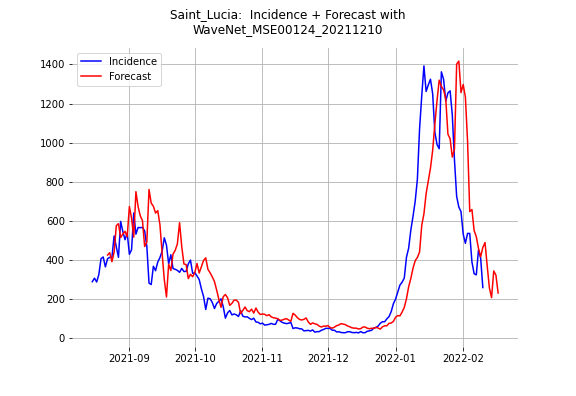 Saint_Lucia:  Incidence + Forecast with
WaveNet_MSE00124_20211210
Incidence
Forecast
1400
1200
1000
800
600
400
200
0
2021-09 2021-10 2021-11 2021-12 2022-01 2022-02